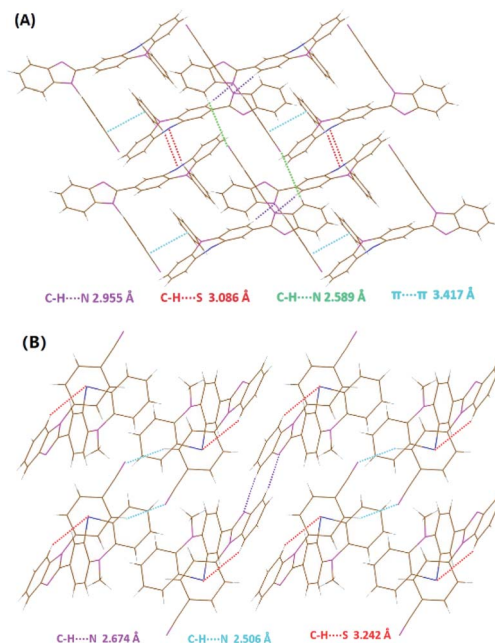 (A)
C-H····N 2.955 Å C-H····S 3.086 Å C-H····N 2.589 Å π····π 3.417 Å
(B)
C-H····N 2.674 Å C-H····N 2.506 Å C-H····S 3.242 Å